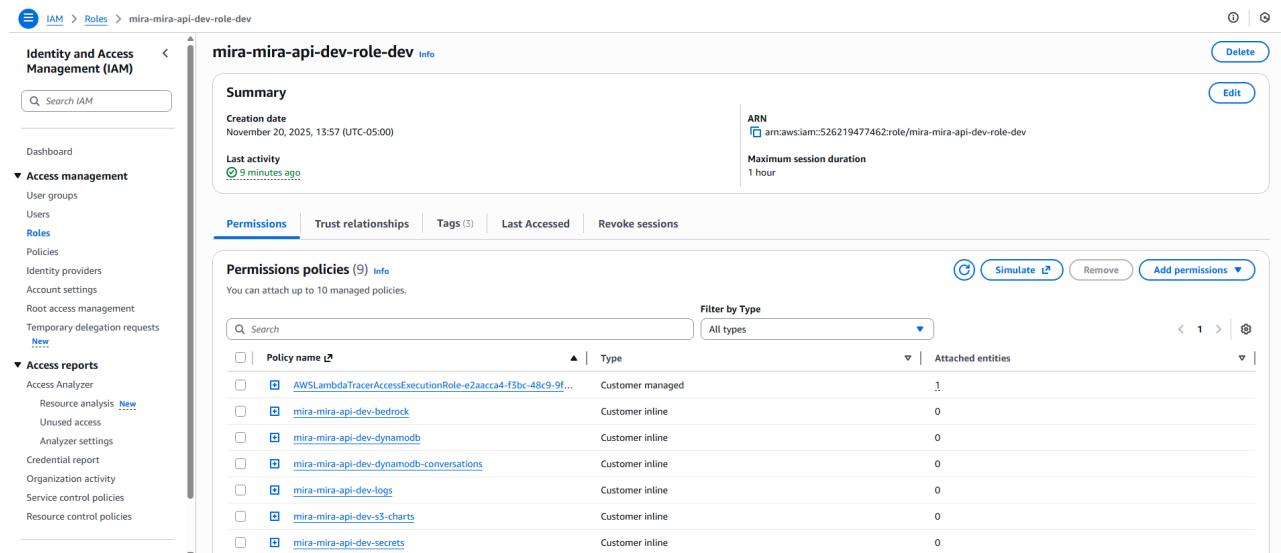 IAM > Roles > mira-mira-api-dev-role-dev
Identity and Access Management (IAM)
Search IAM
Dashboard
Access management
User groups
Users
Roles
Policies
Identity providers
Account settings
Root access management
Temporary delegation requests
New
Access reports
Access Analyzer
Resource analysis New
Unused access
Analyzer settings
Credential report
Organization activity
Service control policies
Resource control policies
mira-mira-api-dev-role-dev Info
Delete
Summary
Edit
Creation date
November 20, 2025, 13:57 (UTC-05:00)
ARN
arn:aws:iam::526219477462:role/mira-mira-api-dev-role-dev
Last activity
9 minutes ago
Maximum session duration
1 hour
Permissions Trust relationships Tags (3) Last Accessed Revoke sessions
Permissions policies (9) Info
Simulate Remove Add permissions
You can attach up to 10 managed policies.
Filter by Type
Search All types 1
Policy name Type Attached entities
AWSLambdaTracerAccessExecutionRole-e2aacca4-f3bc-48c9-9f... Customer managed 1
mira-mira-api-dev-bedrock Customer inline 0
mira-mira-api-dev-dynamodb Customer inline 0
mira-mira-api-dev-dynamodb-conversations Customer inline 0
mira-mira-api-dev-logs Customer inline 0
mira-mira-api-dev-s3-charts Customer inline 0
mira-mira-api-dev-secrets Customer inline 0